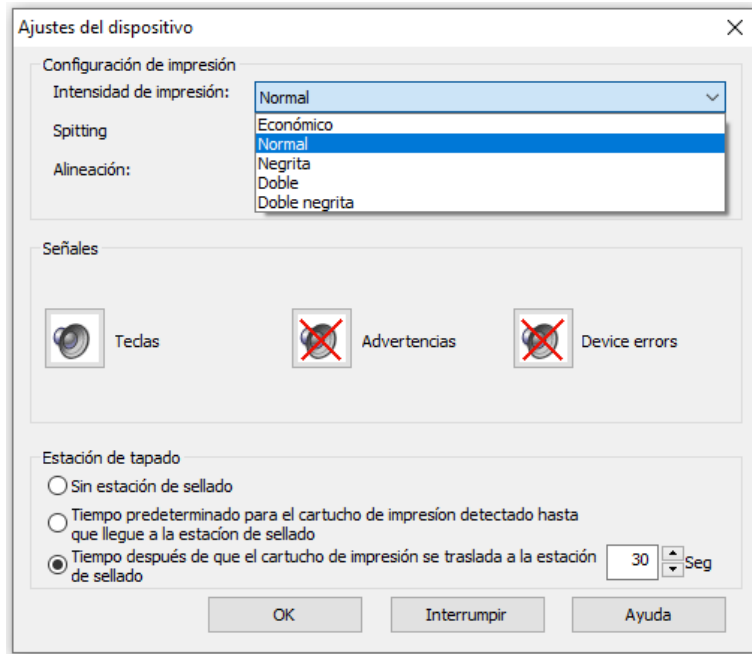 Ajustes del dispositivo
Configuración de impresión
Intensidad de impresión:
Normal
Económico
Spitting
Normal
Negrita
Alineación:
Doble
Doble negrita
Señales
Teclas
Advertencias
Device errors
Estación de tapado
Sin estación de sellado
Tiempo predeterminado para el cartucho de impresíon detectado hasta
que llegue a la estacíon de sellado
Tiempo después de que el cartucho de impresión se traslada a la estación
de sellado
30
Seg
OK
Interrumpir
Ayuda